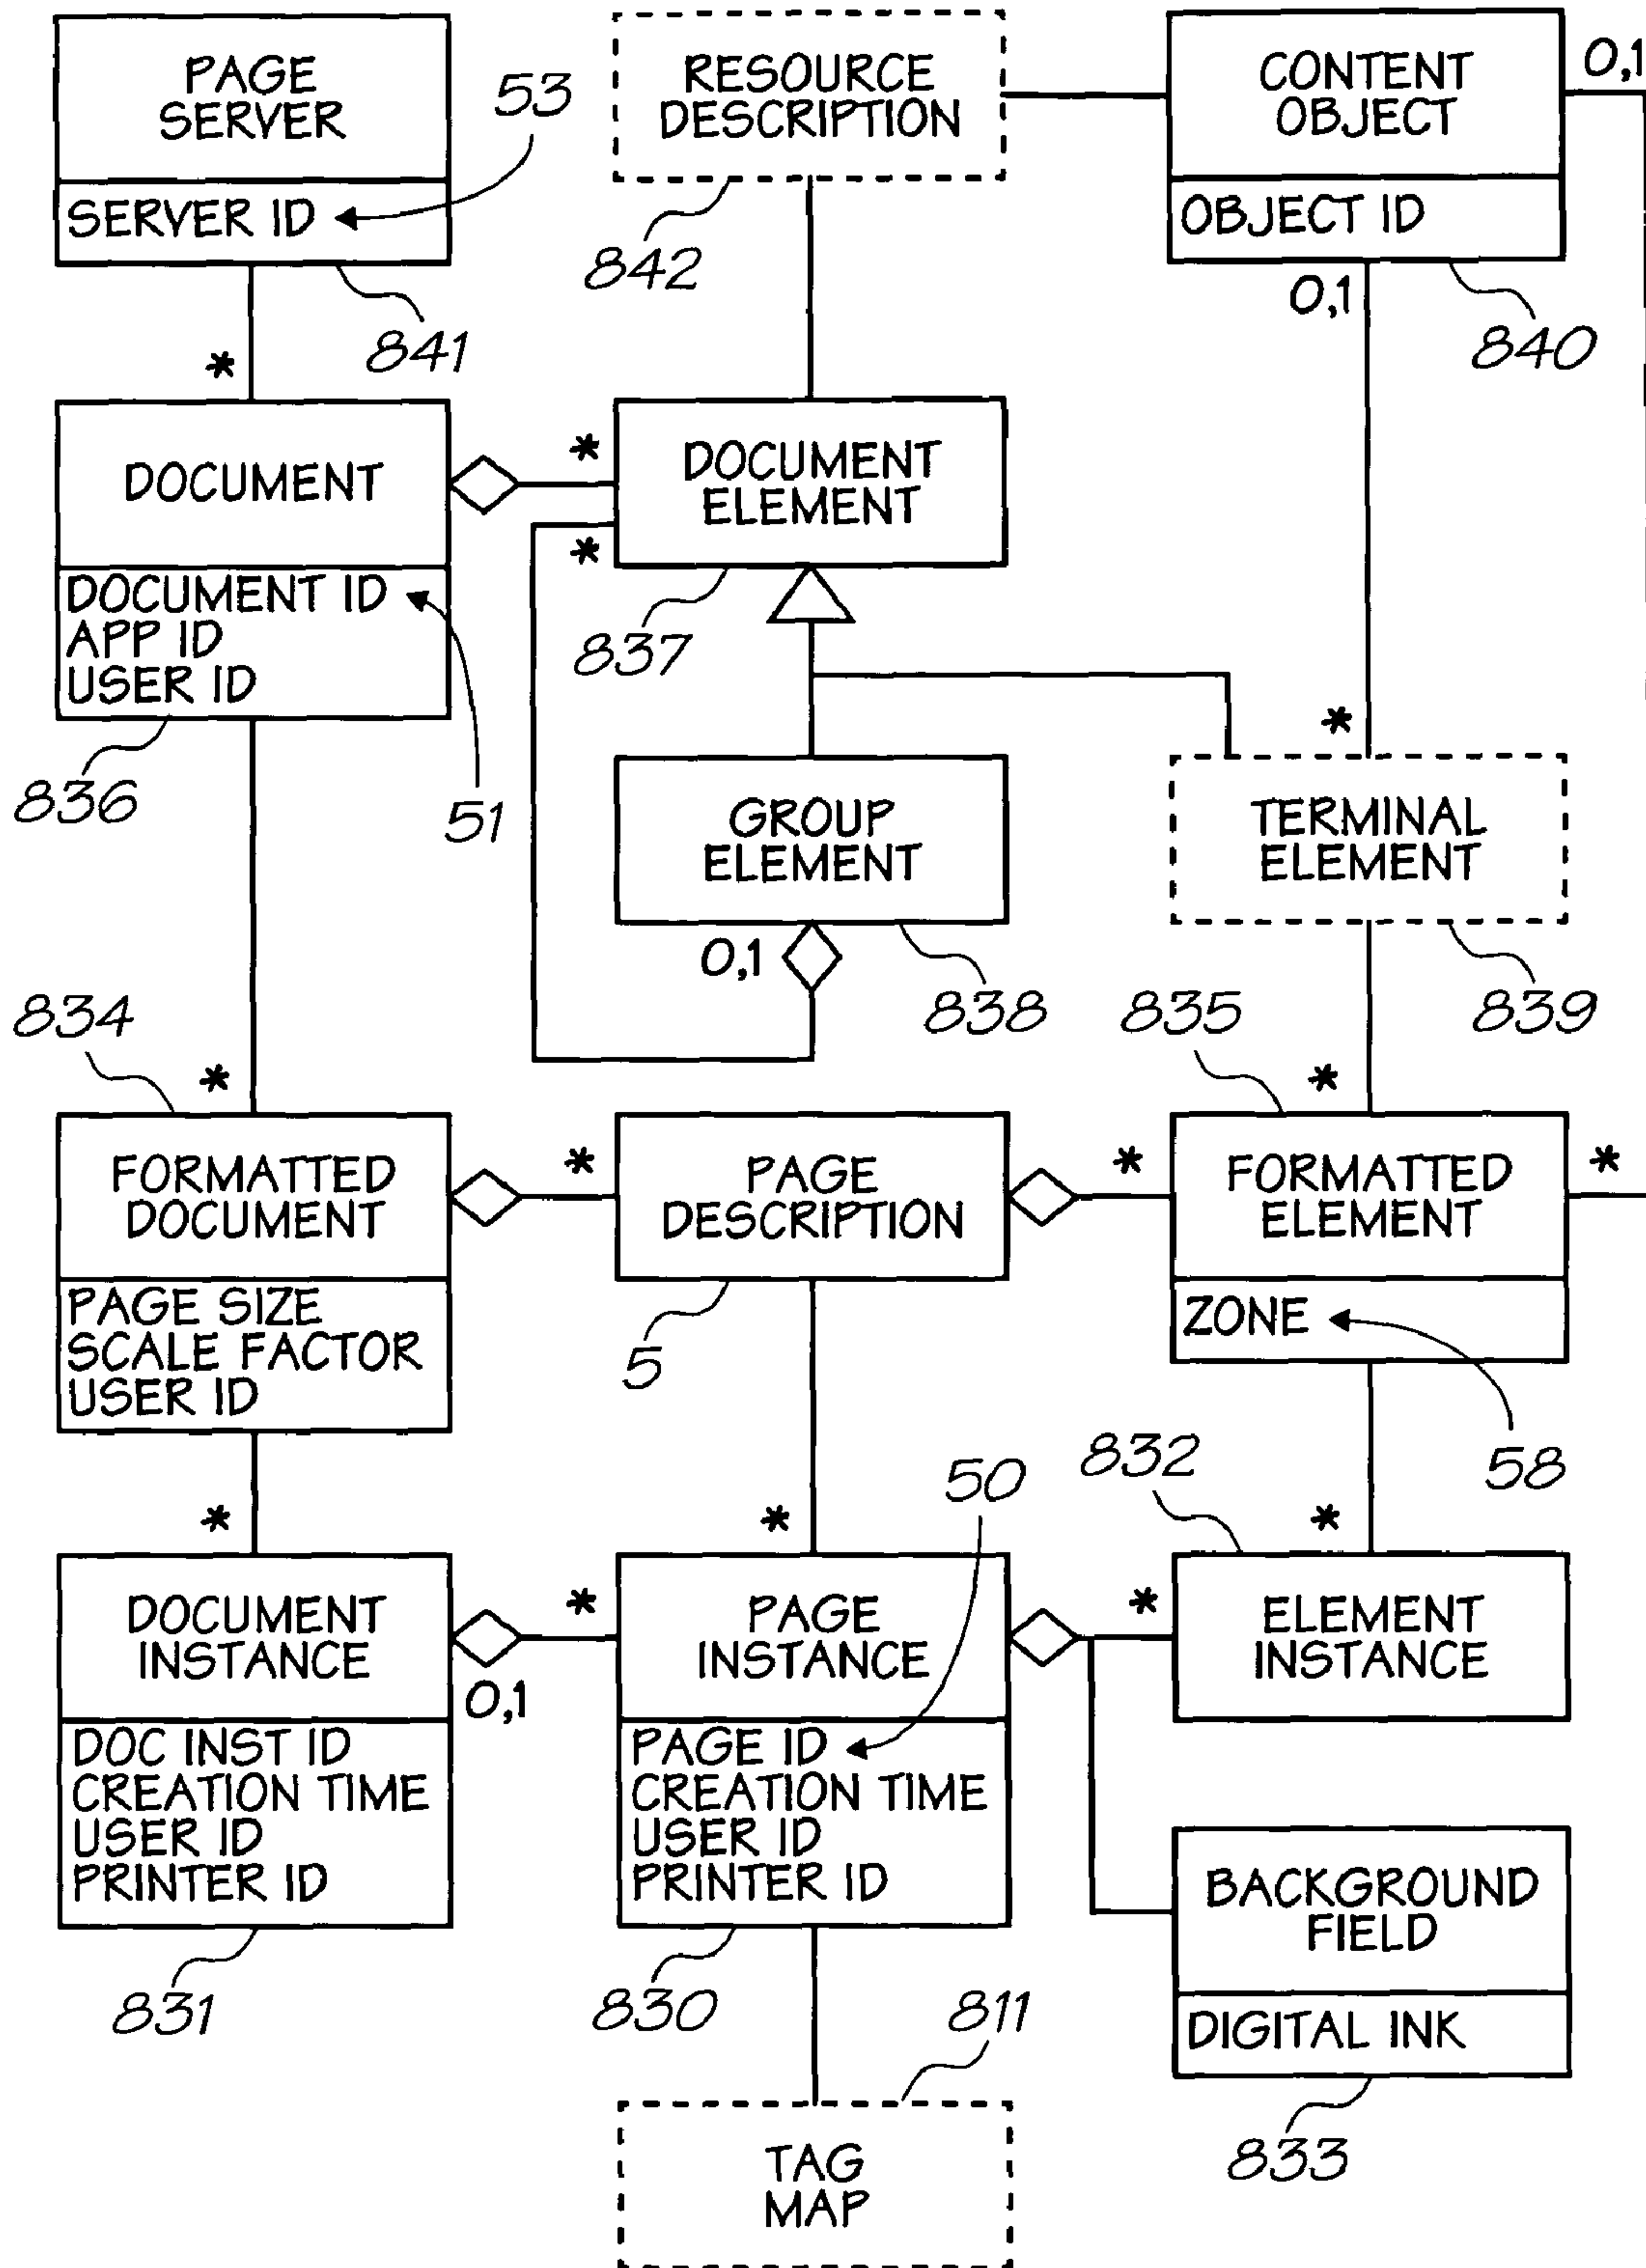 PAGE
SERVER
SERVER ID
53
841
RESOURCE
DESCRIPTION
842
CONTENT
OBJECT
OBJECT ID
0,1
0,1
840
*
DOCUMENT
DOCUMENT ID
APP ID
USER ID
836
51
*
*
DOCUMENT
ELEMENT
837
GROUP
ELEMENT
0,1
838
*
TERMINAL
ELEMENT
839
834
*
FORMATTED
DOCUMENT
PAGE SIZE
SCALE FACTOR
USER ID
*
PAGE
DESCRIPTION
5
835
*
*
FORMATTED
ELEMENT
*
ZONE
58
*
DOCUMENT
INSTANCE
DOC INST ID
CREATION TIME
USER ID
PRINTER ID
831
*
0,1
*
50
PAGE
INSTANCE
PAGE ID
CREATION TIME
USER ID
PRINTER ID
830
832
*
*
ELEMENT
INSTANCE
BACKGROUND
FIELD
DIGITAL INK
833
811
TAG
MAP